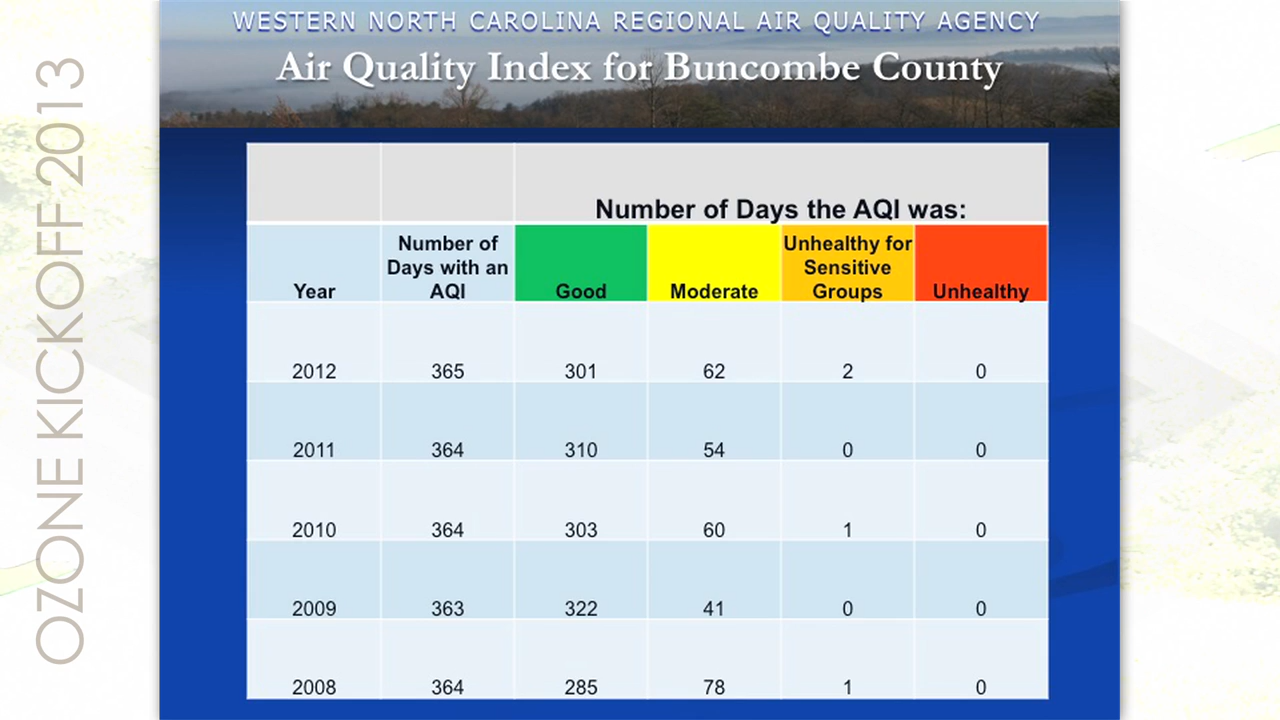 WESTERN NORTH CAROLINA REGIONAL AIR QUALITY AGENCY
Air Quality Index for Buncombe County
OZONE KICKOFF 2013
Number of Days the AQI was:
Year
Number of
Days with an
AQI
Good
Moderate
Unhealthy for
Sensitive
Groups
Unhealthy
2012 365 301 62 2 0
2011 364 310 54 0 0
2010 364 303 60 1 0
2009 363 322 41 0 0
2008 364 285 78 1 0